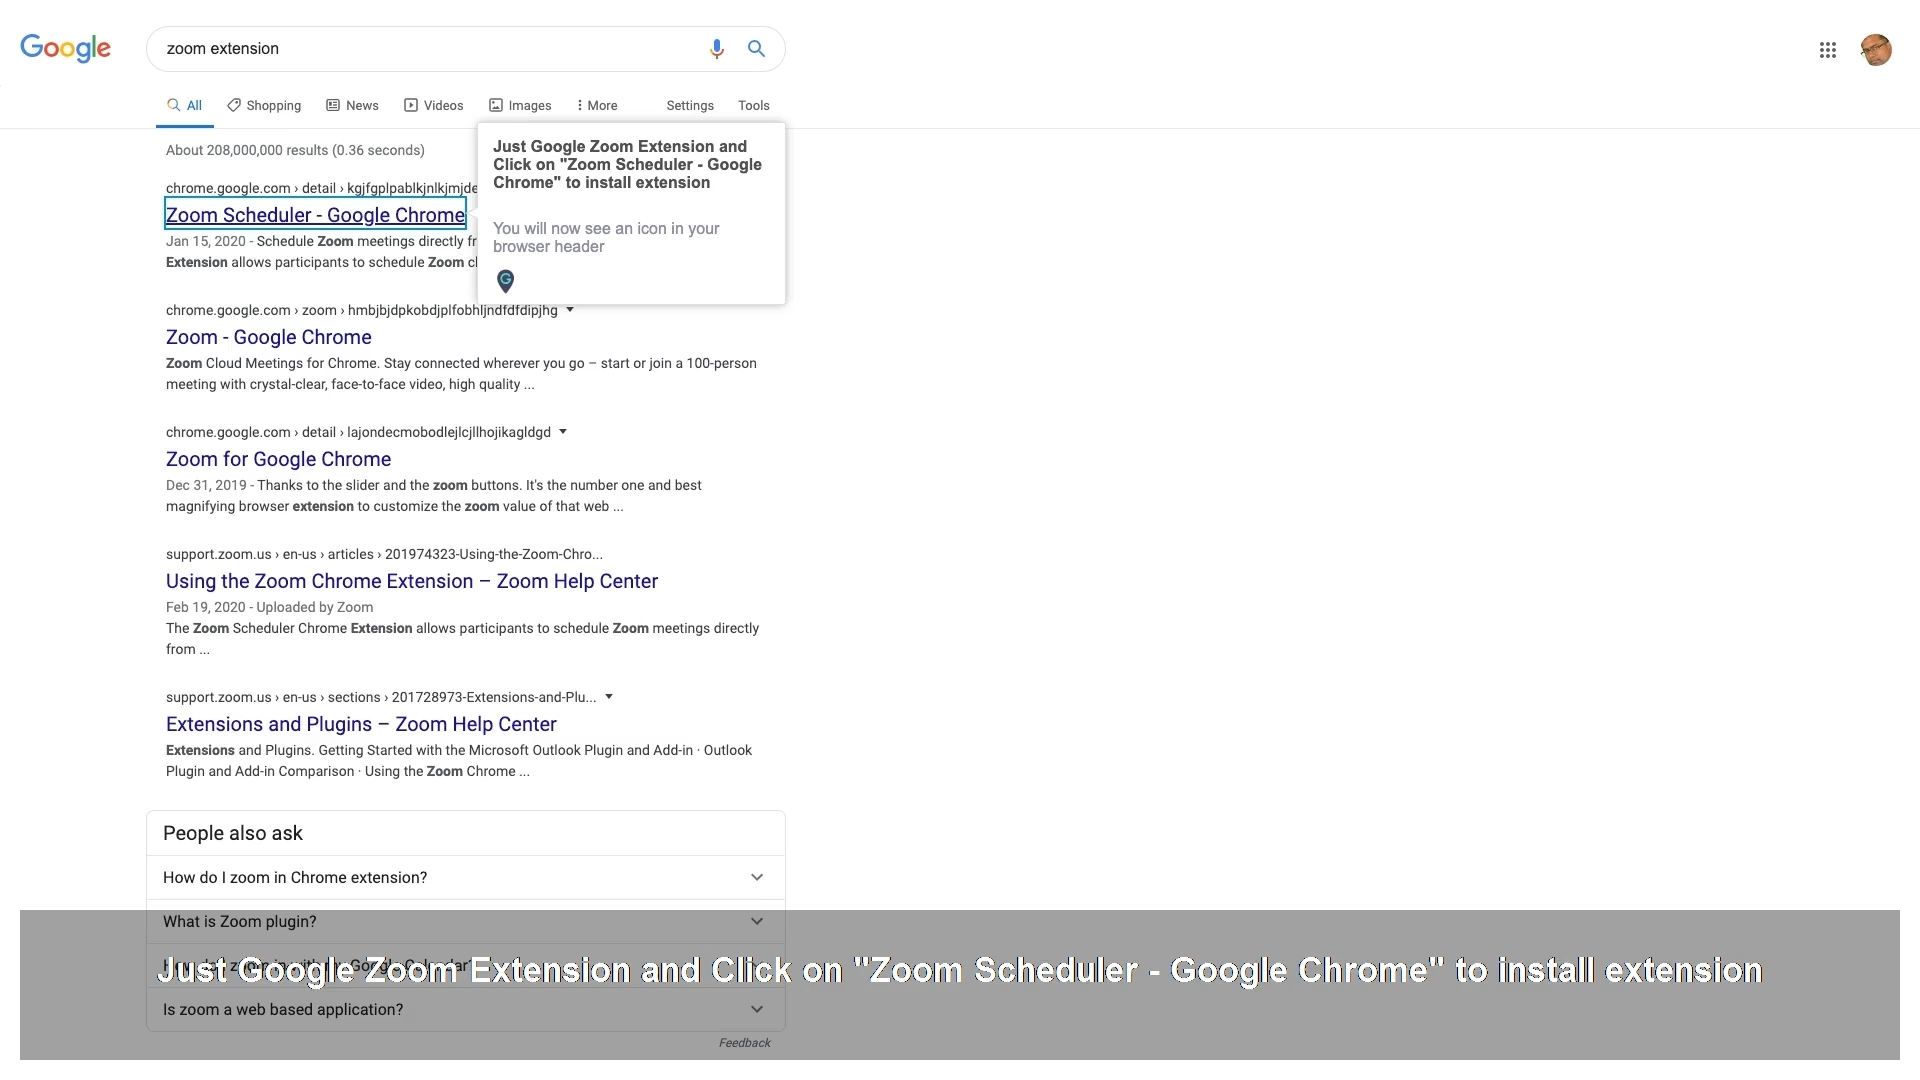 Google
zoom extension
All
Shopping
News
Videos
Images
More
Settings
Tools
About 208,000,000 results (0.36 seconds)
chrome.google.com › detail › kgjfgplpablkjnlkjmjde
Zoom Scheduler - Google Chrome
Jan 15, 2020 - Schedule Zoom meetings directly fr
Extension allows participants to schedule Zoom cl
Just Google Zoom Extension and
Click on "Zoom Scheduler - Google
Chrome" to install extension
You will now see an icon in your
browser header
G
chrome.google.com › zoom › hmbjbjdpkobdjplfobhljndfdfdipjhg
Zoom - Google Chrome
Zoom Cloud Meetings for Chrome. Stay connected wherever you go – start or join a 100-person
meeting with crystal-clear, face-to-face video, high quality ...
chrome.google.com › detail › lajondecmobodlejlcjllhojikagldgd
Zoom for Google Chrome
Dec 31, 2019 - Thanks to the slider and the zoom buttons. It's the number one and best
magnifying browser extension to customize the zoom value of that web ...
support.zoom.us › en-us › articles › 201974323-Using-the-Zoom-Chro...
Using the Zoom Chrome Extension – Zoom Help Center
Feb 19, 2020 - Uploaded by Zoom
The Zoom Scheduler Chrome Extension allows participants to schedule Zoom meetings directly
from ...
support.zoom.us › en-us › sections › 201728973-Extensions-and-Plu...
Extensions and Plugins – Zoom Help Center
Extensions and Plugins. Getting Started with the Microsoft Outlook Plugin and Add-in · Outlook
Plugin and Add-in Comparison · Using the Zoom Chrome ...
People also ask
How do I zoom in Chrome extension?
What is Zoom plugin?
Just Google Zoom Extension and Click on "Zoom Scheduler - Google Chrome" to install extension
Is zoom a web based application?
Feedback